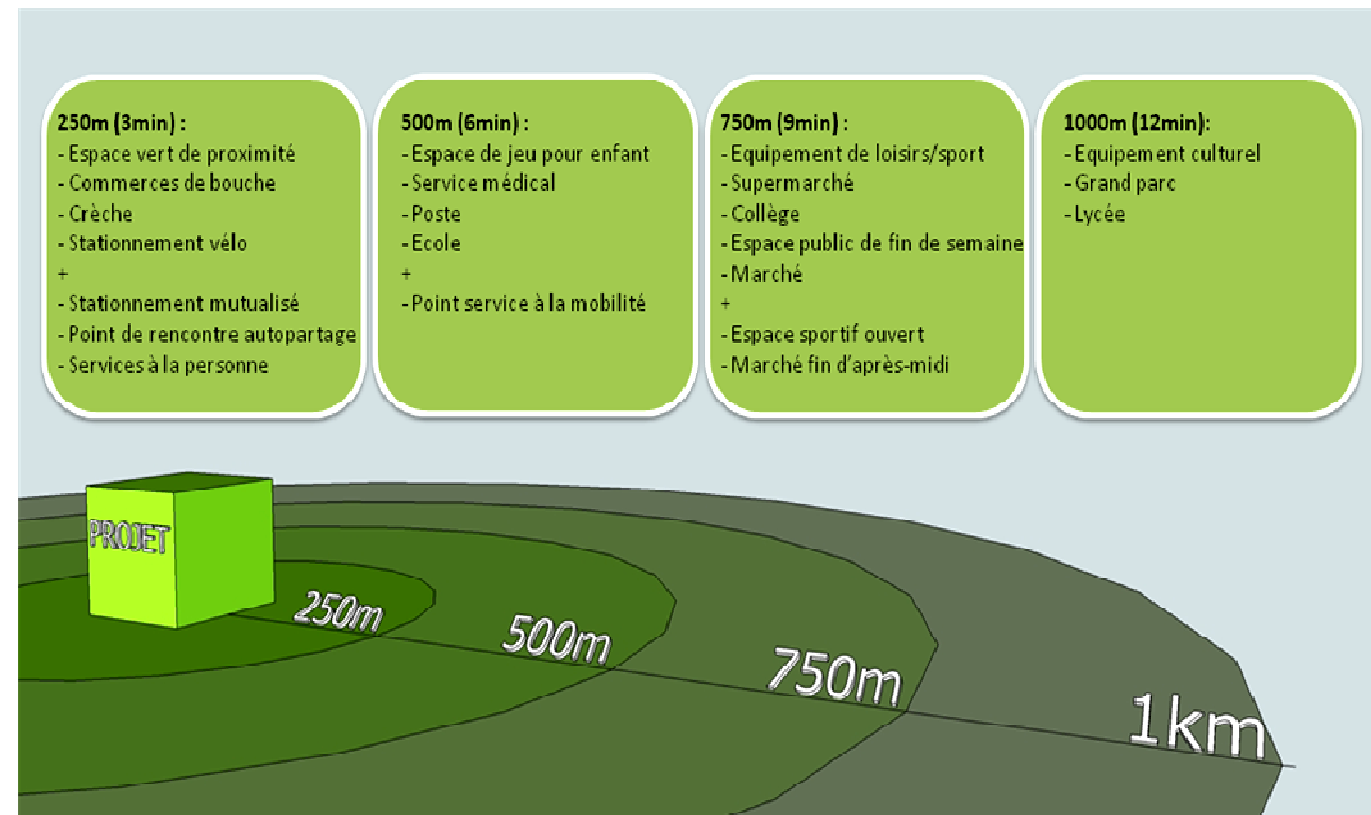 250m (3min) :
- Espace vert de proximité
- Commerces de bouche
- Crèche
- Stationnement vélo
+
- Stationnement mutualisé
- Point de rencontre autopartage
- Services à la personne
500m (6min) :
- Espace de jeu pour enfant
- Service médical
- Poste
- Ecole
+
- Point service à la mobilité
750m (9min) :
- Equipement de loisirs/sport
- Supermarché
- Collège
- Espace public de fin de semaine
- Marché
+
- Espace sportif ouvert
- Marché fin d'après-midi
1000m (12min):
- Equipement culturel
- Grand parc
- Lycée
PROJET
250m
500m
750m
1km